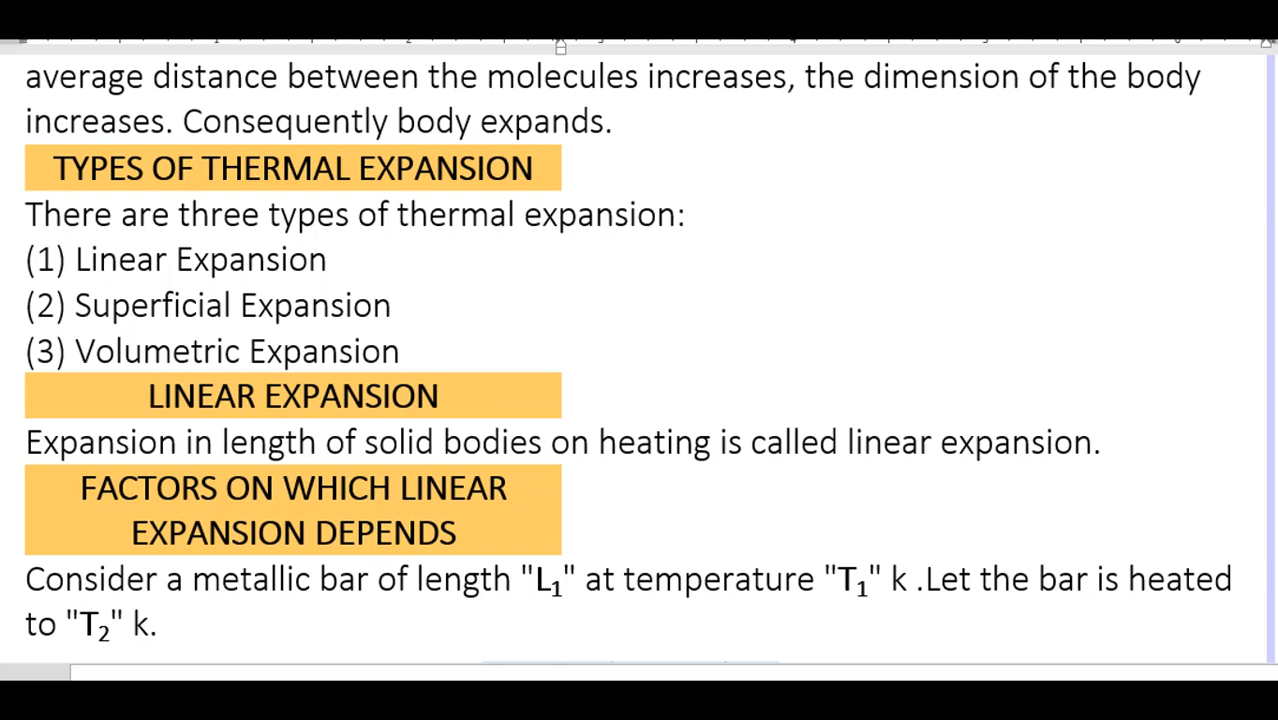 average distance between the molecules increases, the dimension of the body
increases. Consequently body expands.
TYPES OF THERMAL EXPANSION
There are three types of thermal expansion:
(1) Linear Expansion
(2) Superficial Expansion
(3) Volumetric Expansion
LINEAR EXPANSION
Expansion in length of solid bodies on heating is called linear expansion.
FACTORS ON WHICH LINEAR
EXPANSION DEPENDS
Consider a metallic bar of length "L₁" at temperature "T₁" k .Let the bar is heated
to "T₂" k.